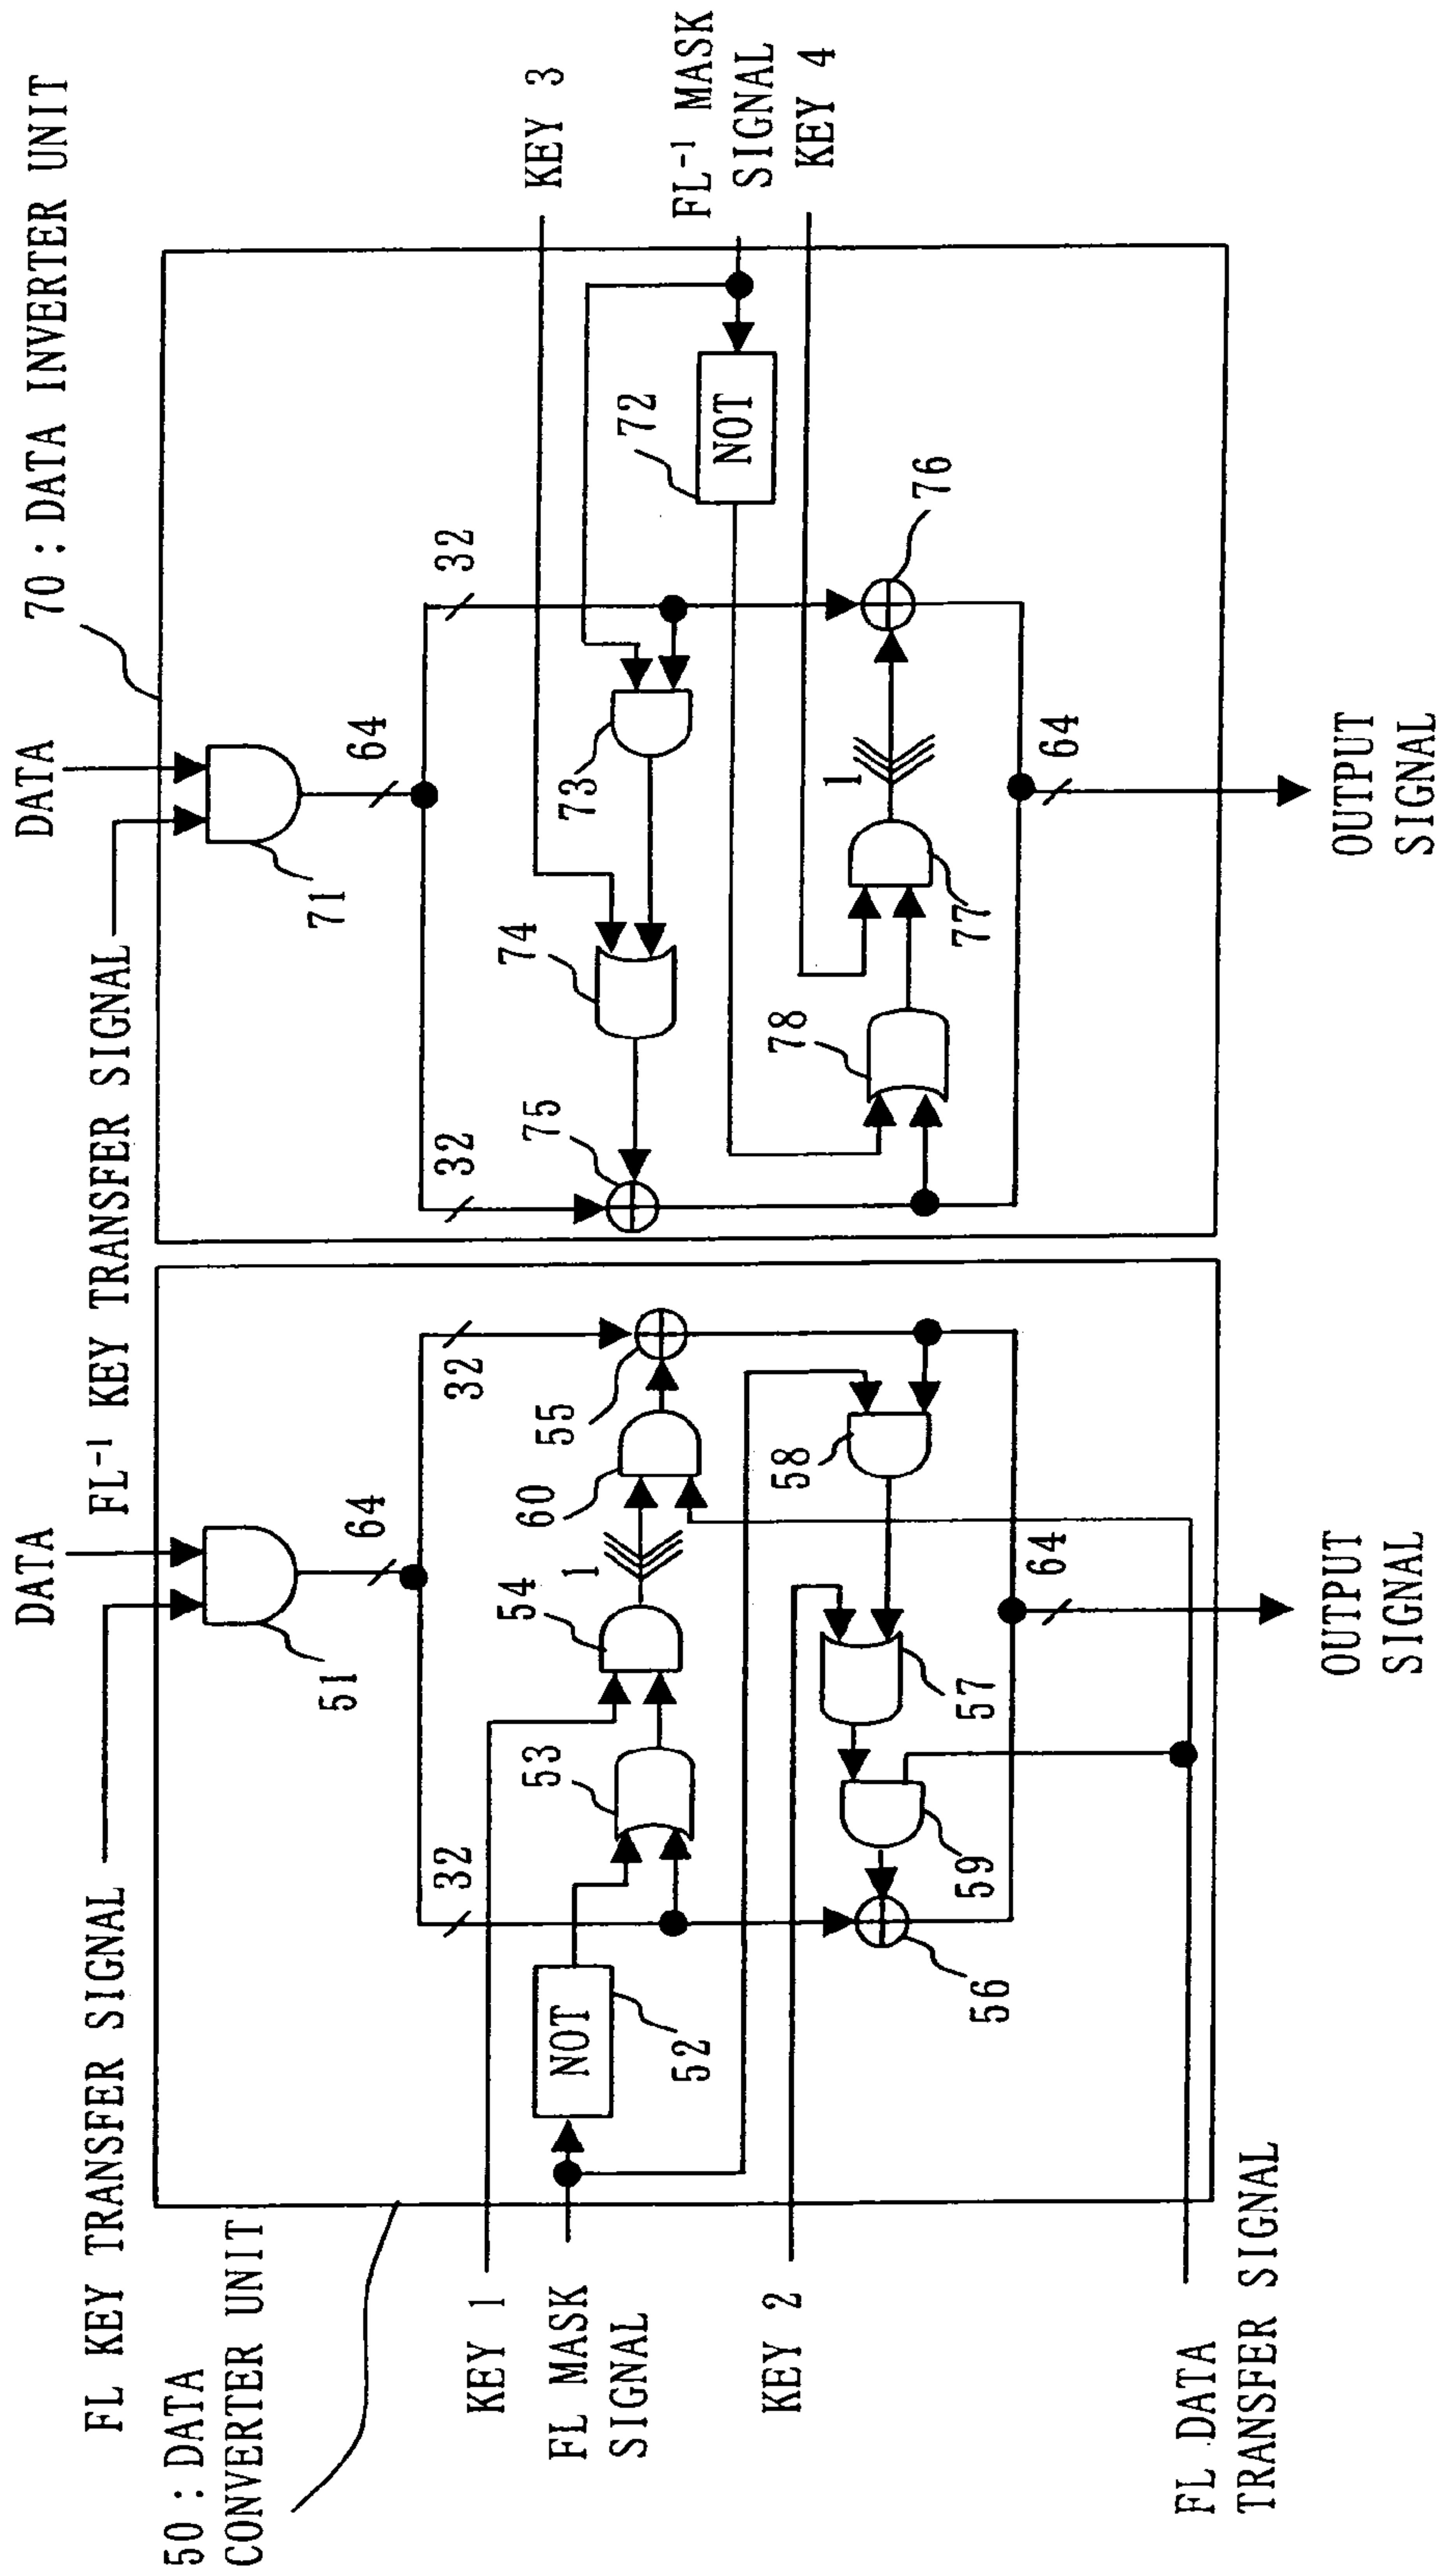 50 : DATA
CONVERTER UNIT
FL KEY TRANSFER SIGNAL
DATA
51
64
32
32
KEY 1
FL MASK
SIGNAL
NOT
52
53
54
1
60
55
KEY 2
56
59
57
58
64
FL DATA
TRANSFER SIGNAL
OUTPUT
SIGNAL
70 : DATA INVERTER UNIT
FL-1 KEY TRANSFER SIGNAL
DATA
71
64
32
32
KEY 3
75
74
73
72
NOT
FL-1 MASK
SIGNAL
KEY 4
78
77
1
76
64
OUTPUT
SIGNAL